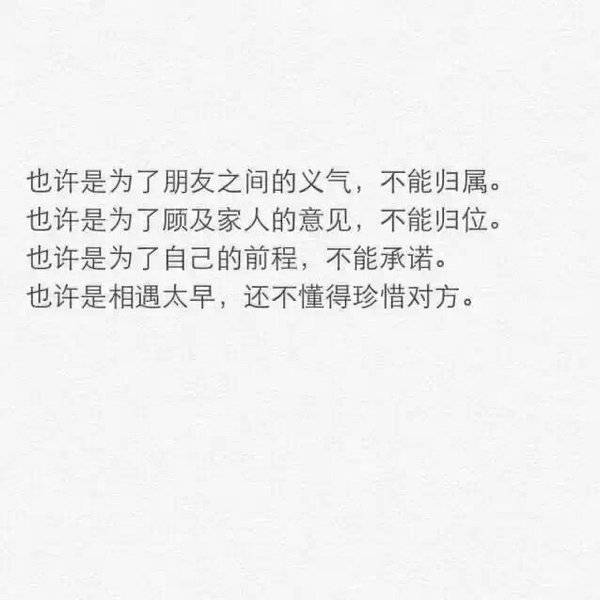 也许是为了朋友之间的义气，不能归属。
也许是为了顾及家人的意见，不能归位。
也许是为了自己的前程，不能承诺。
也许是相遇太早，还不懂得珍惜对方。